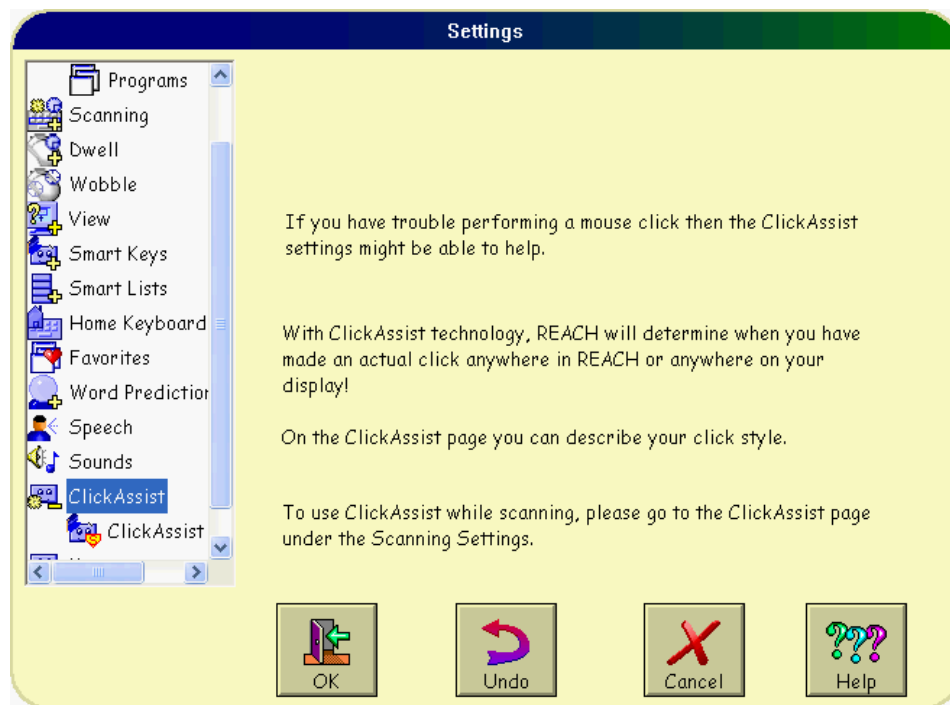 Settings
Programs
Scanning
Dwell
Wobble
View
Smart Keys
Smart Lists
Home Keyboard
Favorites
Word Prediction
Speech
Sounds
ClickAssist
ClickAssist
If you have trouble performing a mouse click then the ClickAssist
settings might be able to help.
With ClickAssist technology, REACH will determine when you have
made an actual click anywhere in REACH or anywhere on your
display!
On the ClickAssist page you can describe your click style.
To use ClickAssist while scanning, please go to the ClickAssist page
under the Scanning Settings.
OK
Undo
Cancel
Help